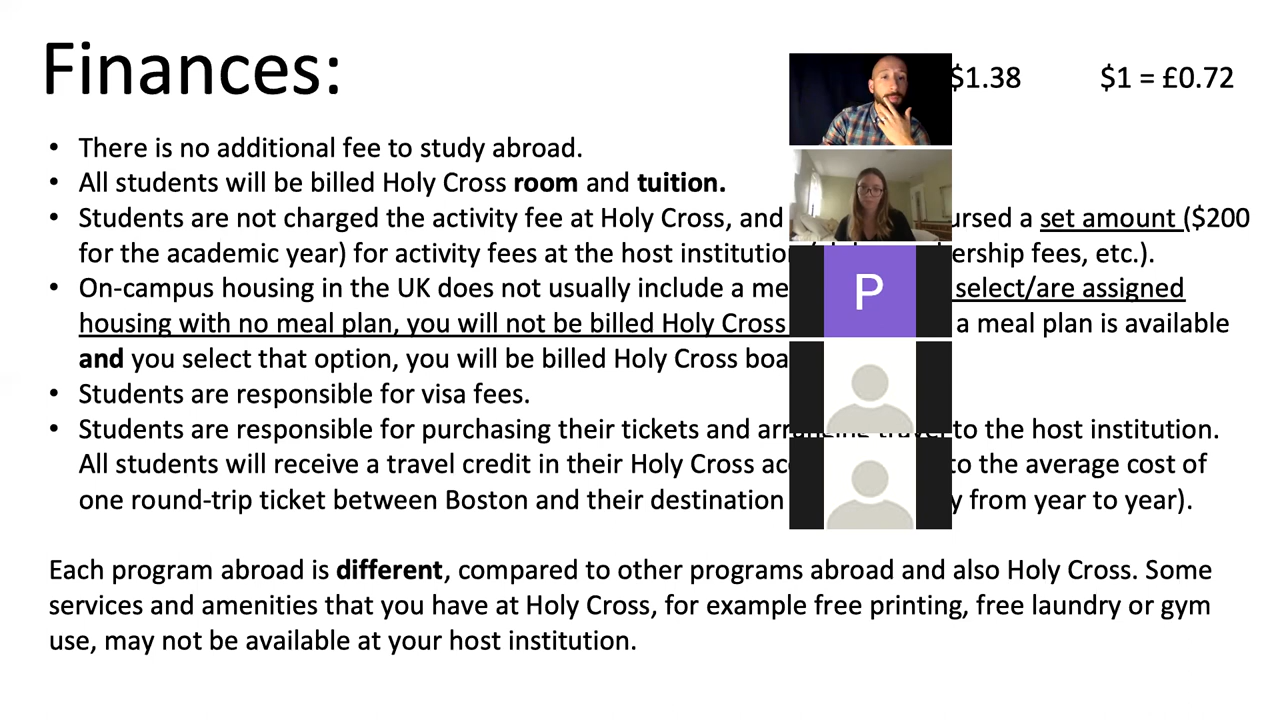 Finances:
$1.38 $1 = £0.72
• There is no additional fee to study abroad.
• All students will be billed Holy Cross room and tuition.
• Students are not charged the activity fee at Holy Cross, and ursed a set amount ($200
for the academic year) for activity fees at the host institution ership fees, etc.).
• On-campus housing in the UK does not usually include a me select/are assigned
housing with no meal plan, you will not be billed Holy Cross a meal plan is available
and you select that option, you will be billed Holy Cross boa
P
• Students are responsible for visa fees.
• Students are responsible for purchasing their tickets and arranging travel to the host institution.
All students will receive a travel credit in their Holy Cross acc to the average cost of
one round-trip ticket between Boston and their destination y from year to year).
Each program abroad is different, compared to other programs abroad and also Holy Cross. Some
services and amenities that you have at Holy Cross, for example free printing, free laundry or gym
use, may not be available at your host institution.